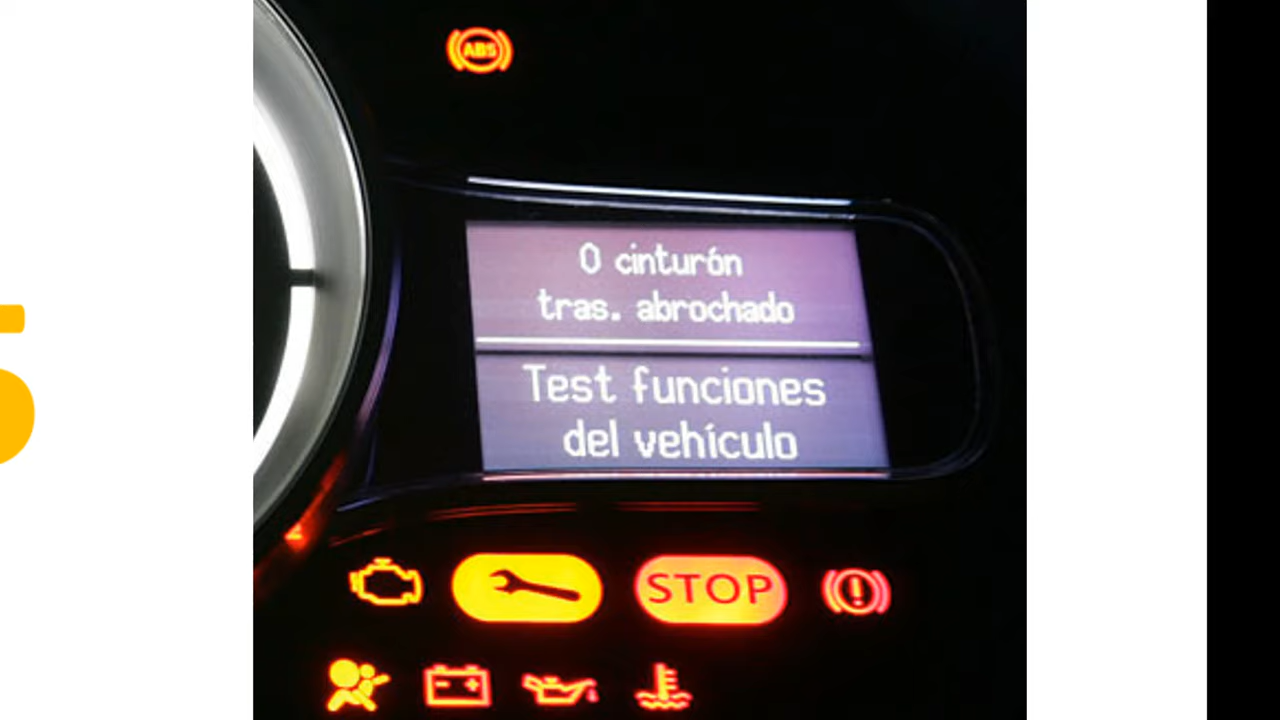 ABS
0 cinturón
tras. abrochado
Test funciones
del vehículo
STOP